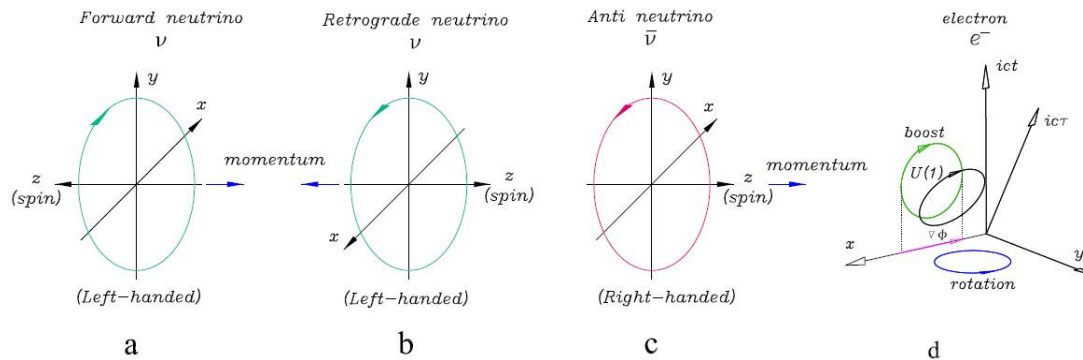 Forward neutrino
ν
y
x
z
(spin)
momentum
(Left-handed)
a
Retrograde neutrino
ν
y
z
(spin)
x
(Left-handed)
b
Anti neutrino
ν̄
y
x
z
(spin)
momentum
(Right-handed)
c
electron
e⁻
ict
icτ
boost
U(1)
∇ϕ
x
y
rotation
d